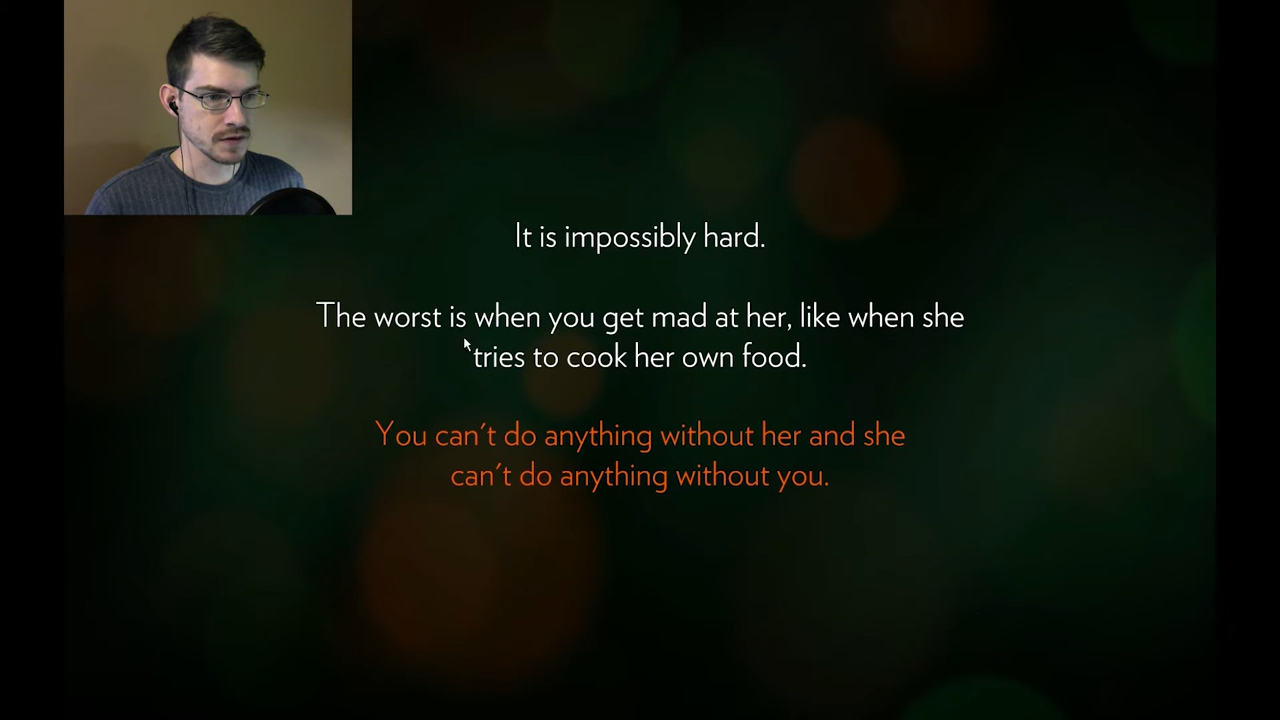 It is impossibly hard.
The worst is when you get mad at her, like when she
tries to cook her own food.
You can't do anything without her and she
can't do anything without you.